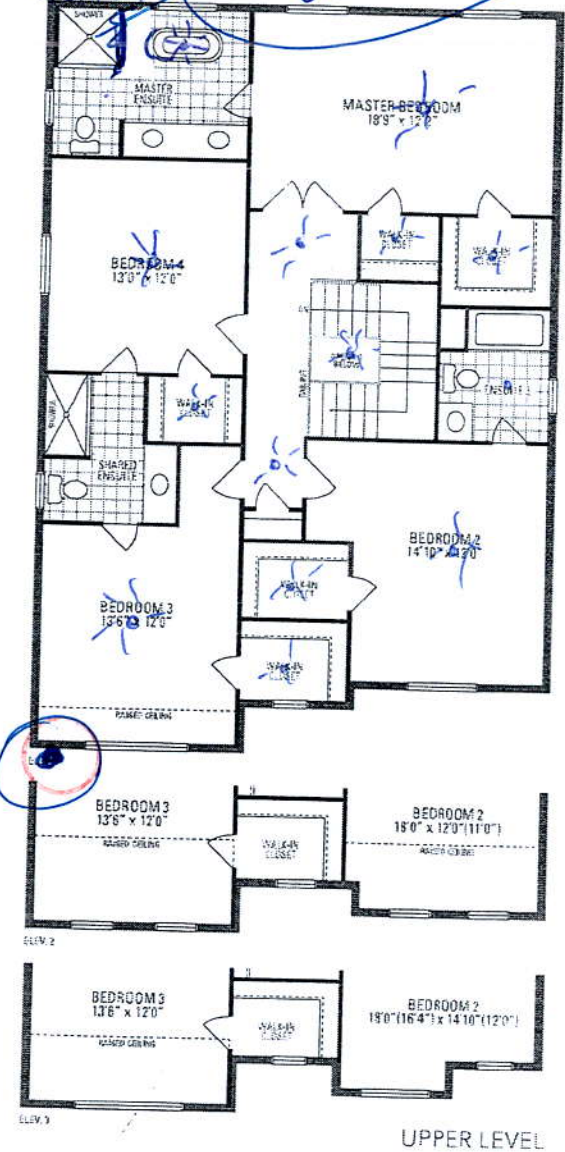 SHOWER
MASTER
ENSUITE
MASTER BEDROOM
18'9" x 12'0"
BEDROOM 4
13'0" x 12'0"
WALK-IN
CLOSET
WALK-IN
CLOSET
WALK-IN
CLOSET
SHOWER
ENSUITE 2
SHARED
ENSUITE
BEDROOM 2
14'10" x 13'0"
WALK-IN
CLOSET
BEDROOM 3
13'6" x 12'0"
WALK-IN
CLOSET
RAISED CEILING
BEDROOM 3
13'6" x 12'0"
RAISED CEILING
WALK-IN
CLOSET
BEDROOM 2
18'0" x 12'0"(11'0")
RAISED CEILING
ELEV. 2
BEDROOM 3
13'6" x 12'0"
RAISED CEILING
WALK-IN
CLOSET
BEDROOM 2
18'0"(16'4") x 14'10"(12'0")
ELEV. 3
UPPER LEVEL